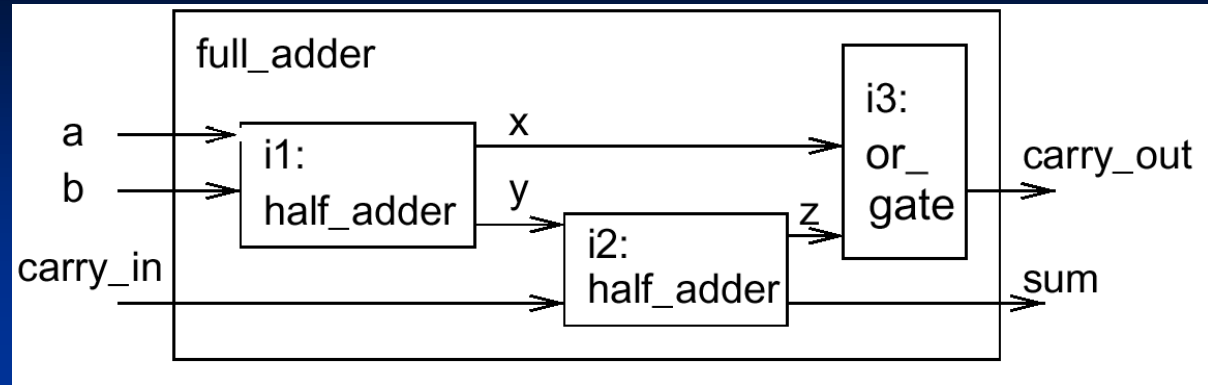 full_adder
a
b
carry_in
i1:
half_adder
x
y
i2:
half_adder
z
i3:
or_
gate
carry_out
sum